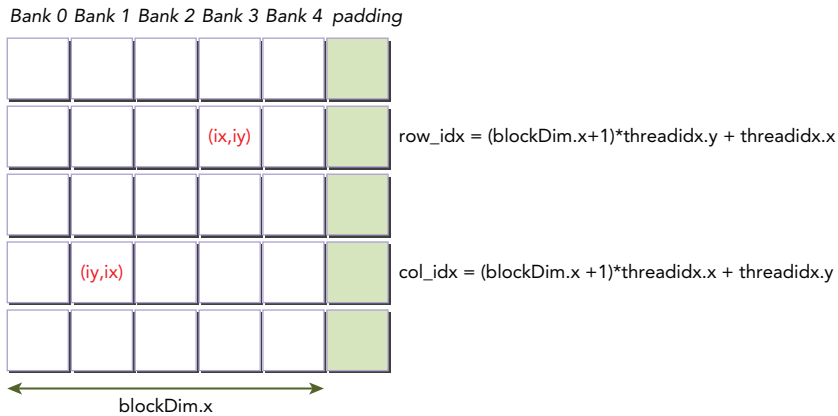 Bank 0 Bank 1 Bank 2 Bank 3 Bank 4 padding
(ix,iy)
row_idx = (blockDim.x+1)*threadidx.y + threadidx.x
(iy,ix)
col_idx = (blockDim.x +1)*threadidx.x + threadidx.y
blockDim.x